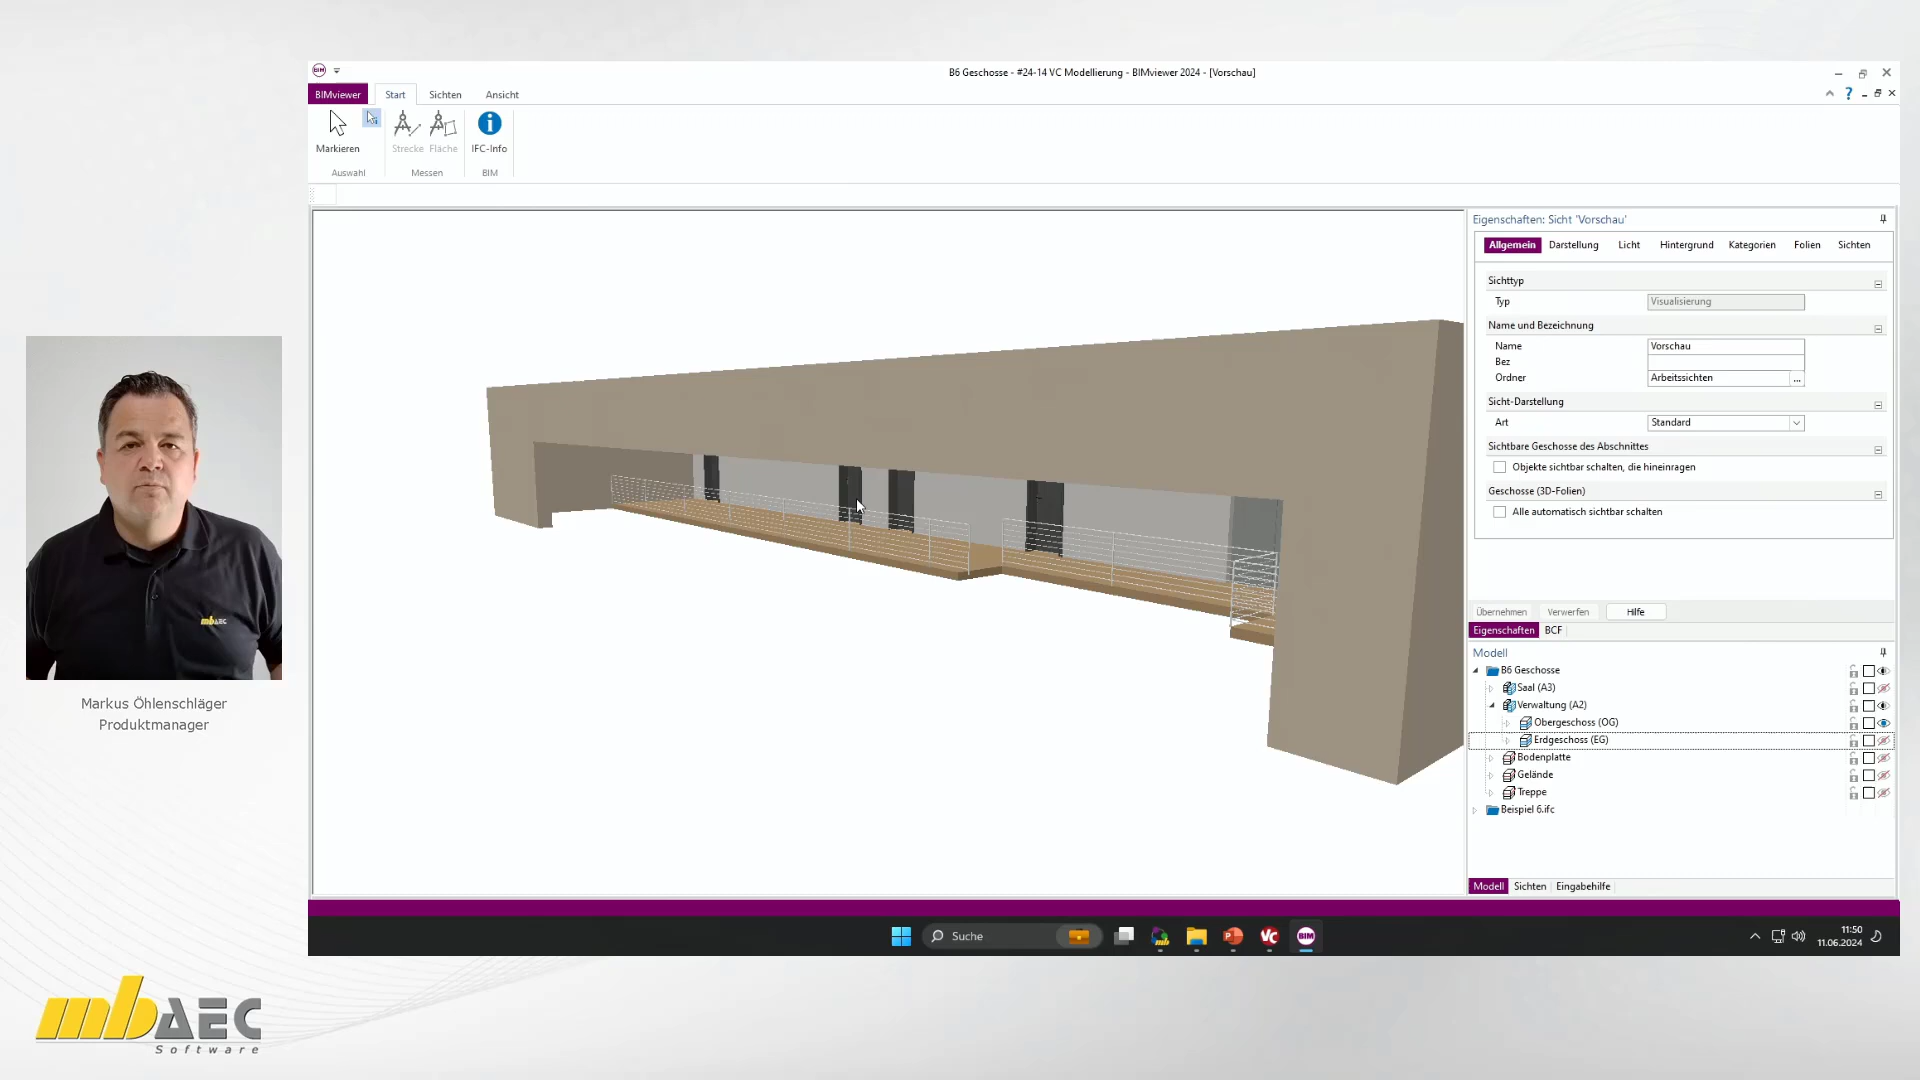 B6 Geschosse - #24-14 VC Modellierung - BIMviewer 2024 - [Vorschau]
BIMviewer Start Sichten Ansicht
Markieren Strecke Fläche IFC-Info
Auswahl Messen BIM
Eigenschaften: Sicht 'Vorschau'
Allgemein Darstellung Licht Hintergrund Kategorien Folien Sichten
Sichttyp
Typ Visualisierung
Name und Bezeichnung
Name Vorschau
Bez
Ordner Arbeitssichten ...
Sicht-Darstellung
Art Standard
Sichtbare Geschosse des Abschnittes
Objekte sichtbar schalten, die hineinragen
Geschosse (3D-Folien)
Alle automatisch sichtbar schalten
Übernehmen Verwerfen Hilfe
Eigenschaften BCF
Modell
B6 Geschosse
Saal (A3)
Verwaltung (A2)
Obergeschoss (OG)
Erdgeschoss (EG)
Bodenplatte
Gelände
Treppe
Beispiel 6.ifc
Modell Sichten Eingabehilfe
Suche
VC
BIM
11:50
11.06.2024
mbAEC
Markus Öhlenschläger
Produktmanager
mbAEC
Software